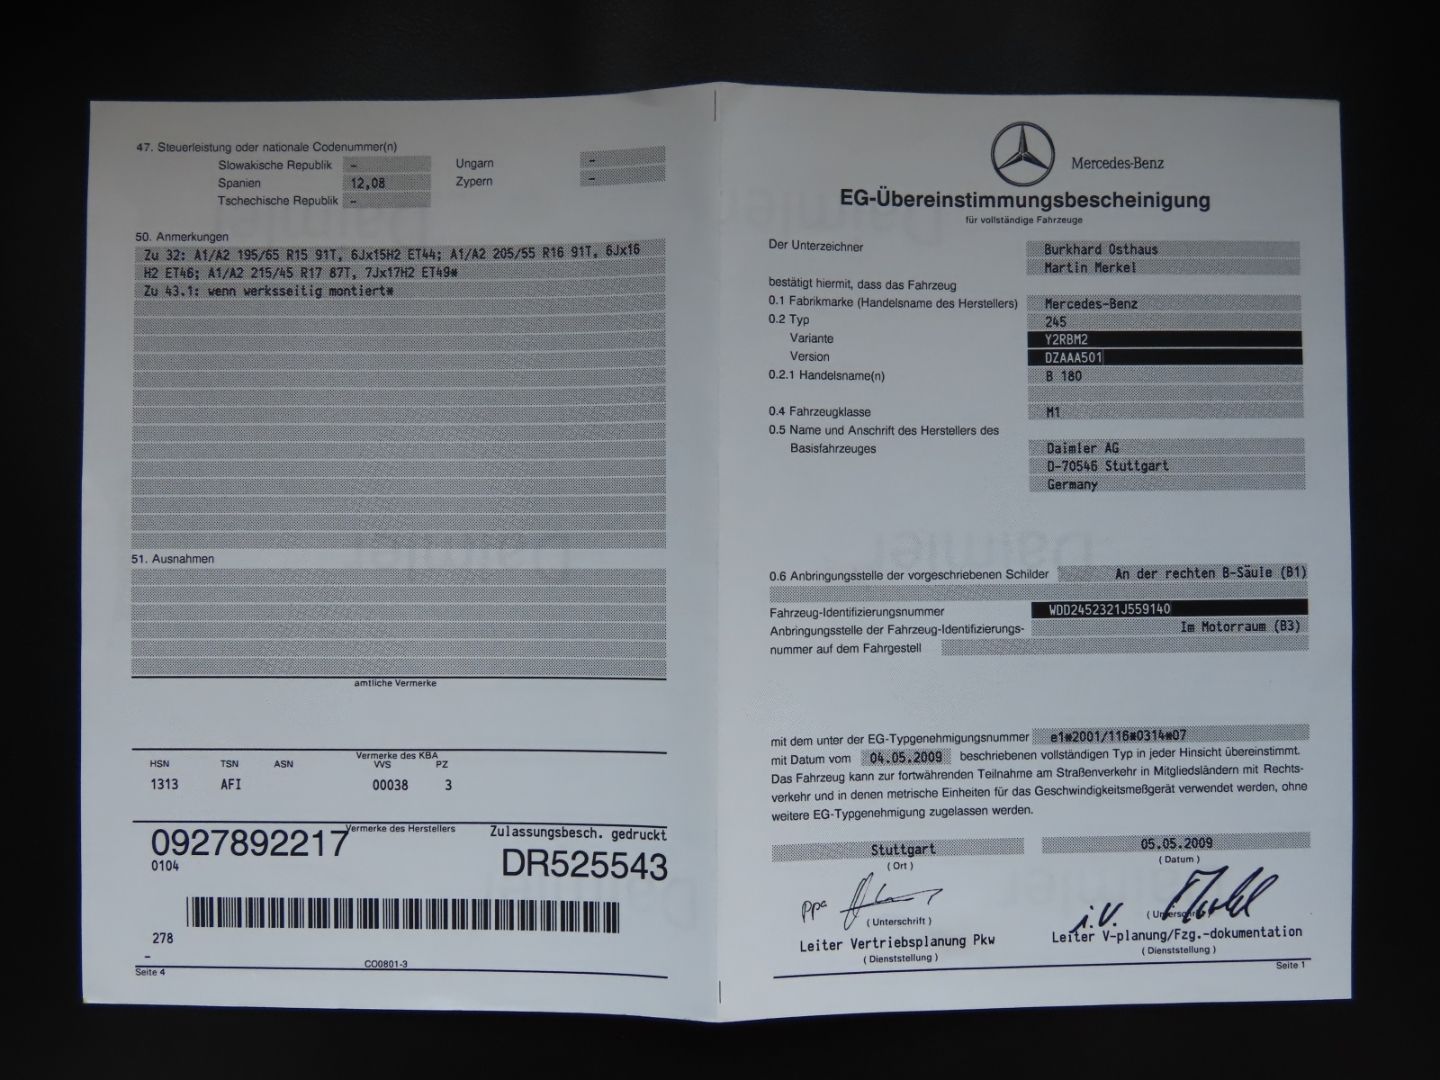 47. Steuerleistung oder nationale Codenummer(n)
Slowakische Republik –
Ungarn –
Spanien 12,08
Zypern –
Tschechische Republik –
50. Anmerkungen
Zu 32: A1/A2 195/65 R15 91T, 6Jx15H2 ET44; A1/A2 205/55 R16 91T, 6Jx16
H2 ET46; A1/A2 215/45 R17 87T, 7Jx17H2 ET49*
Zu 43.1: wenn werksseitig montiert*
51. Ausnahmen
amtliche Vermerke
Vermerke des KBA
HSN TSN ASN VVS PZ
1313 AFI 00038 3
Vermerke des Herstellers
Zulassungsbesch. gedruckt
0927892217
DR525543
0104
278
–
Seite 4
CO0801-3
Mercedes-Benz
EG-Übereinstimmungsbescheinigung
für vollständige Fahrzeuge
Der Unterzeichner Burkhard Osthaus
Martin Merkel
bestätigt hiermit, dass das Fahrzeug
0.1 Fabrikmarke (Handelsname des Herstellers) Mercedes-Benz
0.2 Typ 245
Variante Y2RBM2
Version DZAAA501
0.2.1 Handelsname(n) B 180
0.4 Fahrzeugklasse M1
0.5 Name und Anschrift des Herstellers des
Basisfahrzeuges Daimler AG
D-70546 Stuttgart
Germany
0.6 Anbringungsstelle der vorgeschriebenen Schilder An der rechten B-Säule (B1)
Fahrzeug-Identifizierungsnummer WDD2452321J559140
Anbringungsstelle der Fahrzeug-Identifizierungs- Im Motorraum (B3)
nummer auf dem Fahrgestell
mit dem unter der EG-Typgenehmigungsnummer e1*2001/116*0314*07
mit Datum vom 04.05.2009 beschriebenen vollständigen Typ in jeder Hinsicht übereinstimmt.
Das Fahrzeug kann zur fortwährenden Teilnahme am Straßenverkehr in Mitgliedsländern mit Rechts-
verkehr und in denen metrische Einheiten für das Geschwindigkeitsmeßgerät verwendet werden, ohne
weitere EG-Typgenehmigung zugelassen werden.
Stuttgart 05.05.2009
(Ort) (Datum)
ppa
i.V.
(Unterschrift) (Unterschrift)
Leiter Vertriebsplanung Pkw
Leiter V-planung/Fzg.-dokumentation
(Dienststellung) (Dienststellung)
Seite 1